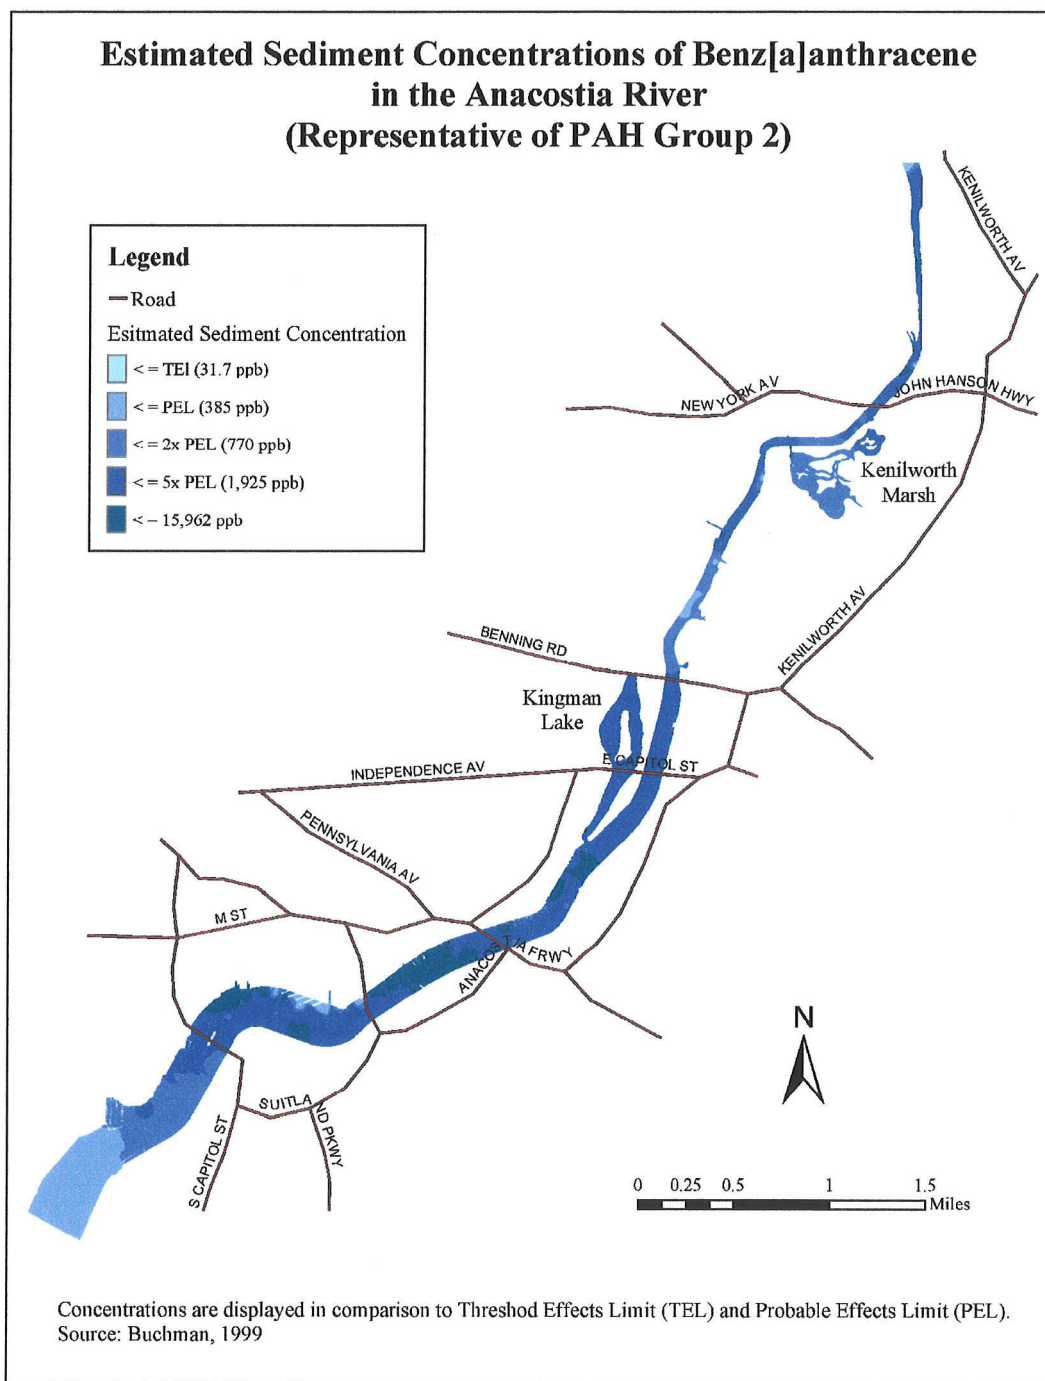 Estimated Sediment Concentrations of Benz[a]anthracene
in the Anacostia River
(Representative of PAH Group 2)
KENILWORTH AV
Legend
Road
Esitmated Sediment Concentration
< = TEl (31.7 ppb)
< = PEL (385 ppb)
< = 2x PEL (770 ppb)
< = 5x PEL (1,925 ppb)
< – 15,962 ppb
NEW YORK AV
JOHN HANSON HWY
Kenilworth
Marsh
BENNING RD
KENILWORTH AV
Kingman
Lake
INDEPENDENCE AV
E CAPITOL ST
PENNSYLVANIA AV
M ST
ANACOSTIA FRWY
N
SUITLAND PKWY
S CAPITOL ST
0 0.25 0.5 1 1.5
Miles
Concentrations are displayed in comparison to Threshod Effects Limit (TEL) and Probable Effects Limit (PEL).
Source: Buchman, 1999